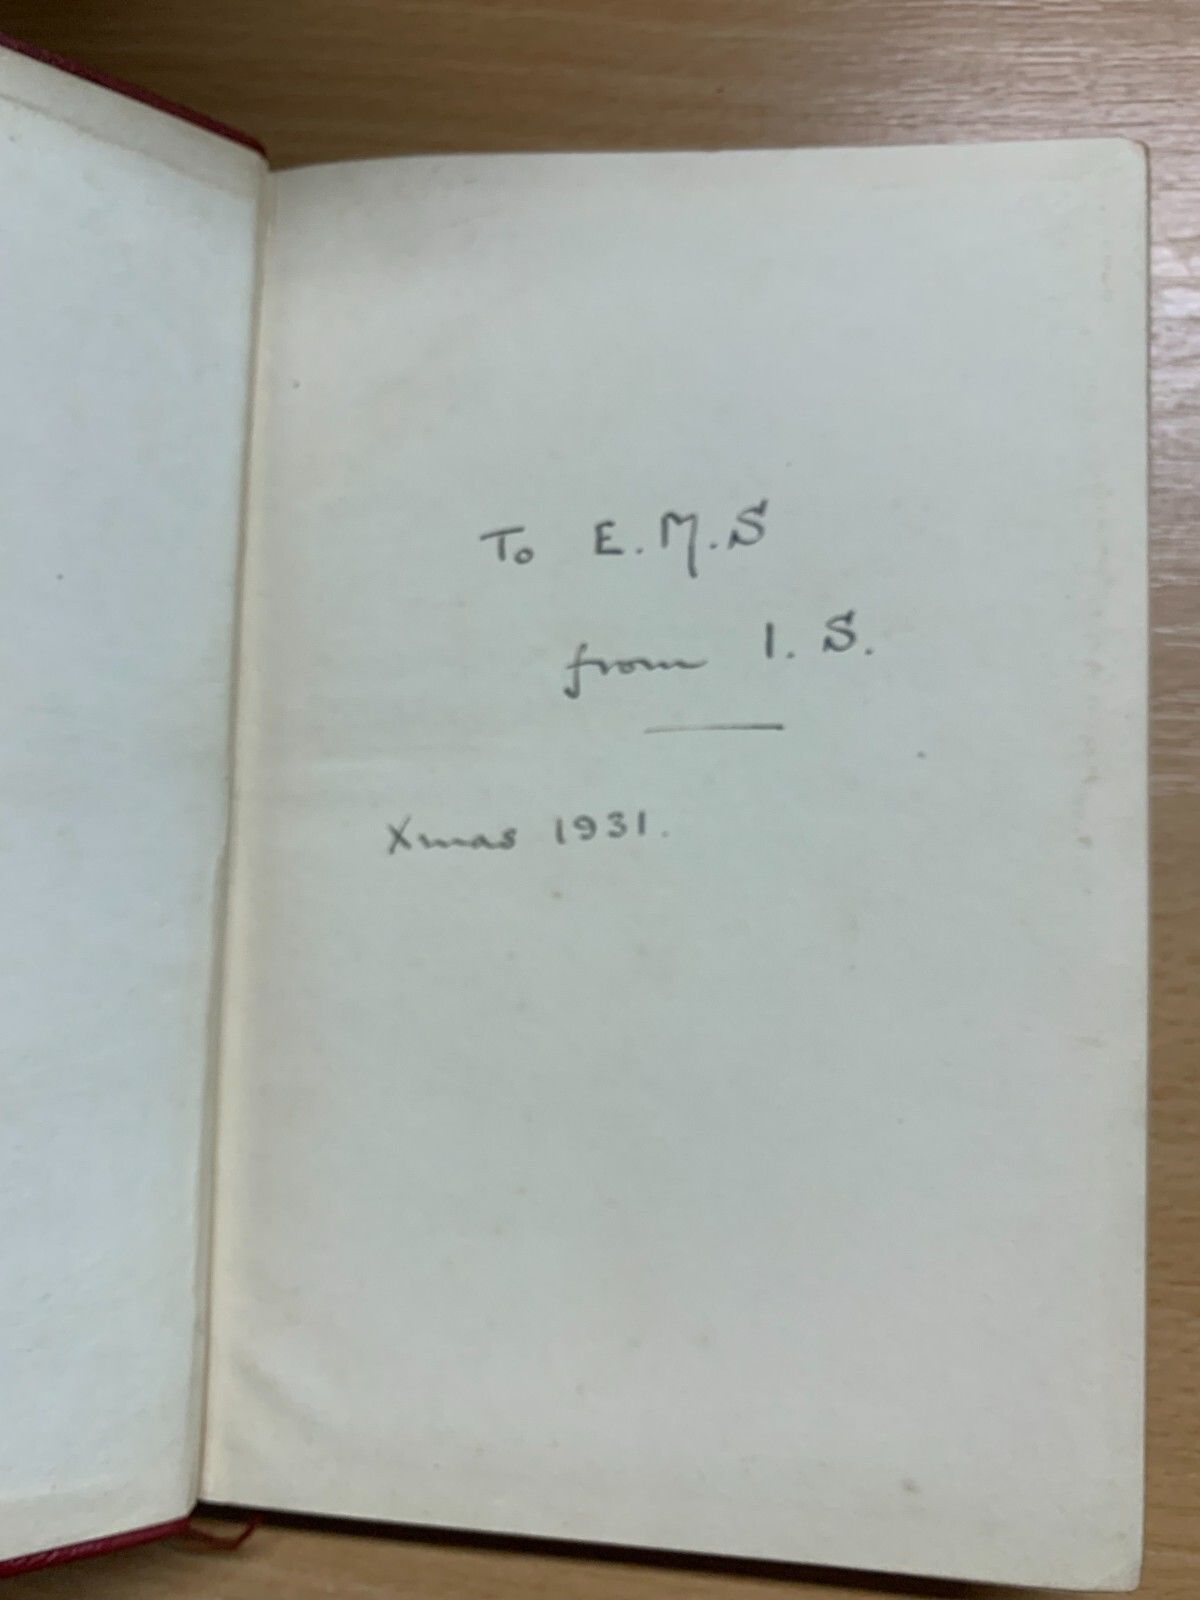 To E.M.S
from I. S.
Xmas 1931.